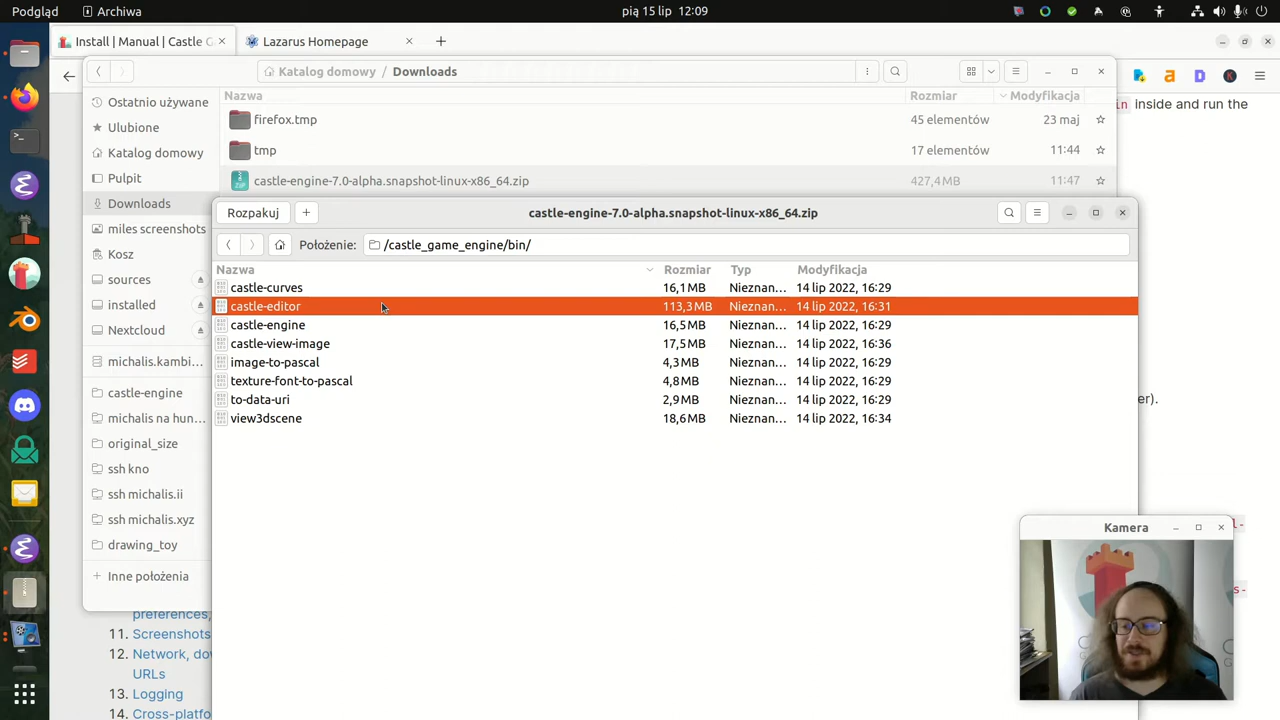 Podgląd
Archiwa
pią 15 lip 12:09
Install | Manual | Castle G
Lazarus Homepage
Katalog domowy / Downloads
Nazwa Rozmiar Modyfikacja
in inside and run the
Ostatnio używane
Ulubione
Katalog domowy
Pulpit
Downloads
miles screenshots
Kosz
sources
installed
Nextcloud
michalis.kambi...
castle-engine
michalis na hun...
original_size
ssh kno
ssh michalis.ii
ssh michalis.xyz
drawing_toy
Inne położenia
firefox.tmp 45 elementów 23 maj
tmp 17 elementów 11:44
castle-engine-7.0-alpha.snapshot-linux-x86_64.zip 427,4 MB 11:47
Rozpakuj
castle-engine-7.0-alpha.snapshot-linux-x86_64.zip
Położenie: /castle_game_engine/bin/
Nazwa Rozmiar Typ Modyfikacja
castle-curves 16,1 MB Nieznan... 14 lip 2022, 16:29
castle-editor 113,3 MB Nieznan... 14 lip 2022, 16:31
castle-engine 16,5 MB Nieznan... 14 lip 2022, 16:29
castle-view-image 17,5 MB Nieznan... 14 lip 2022, 16:36
image-to-pascal 4,3 MB Nieznan... 14 lip 2022, 16:29
texture-font-to-pascal 4,8 MB Nieznan... 14 lip 2022, 16:29
to-data-uri 2,9 MB Nieznan... 14 lip 2022, 16:29
view3dscene 18,6 MB Nieznan... 14 lip 2022, 16:34
er).
Kamera
preferences,
11. Screenshots
12. Network, dow
URLs
13. Logging
14. Cross-platfo